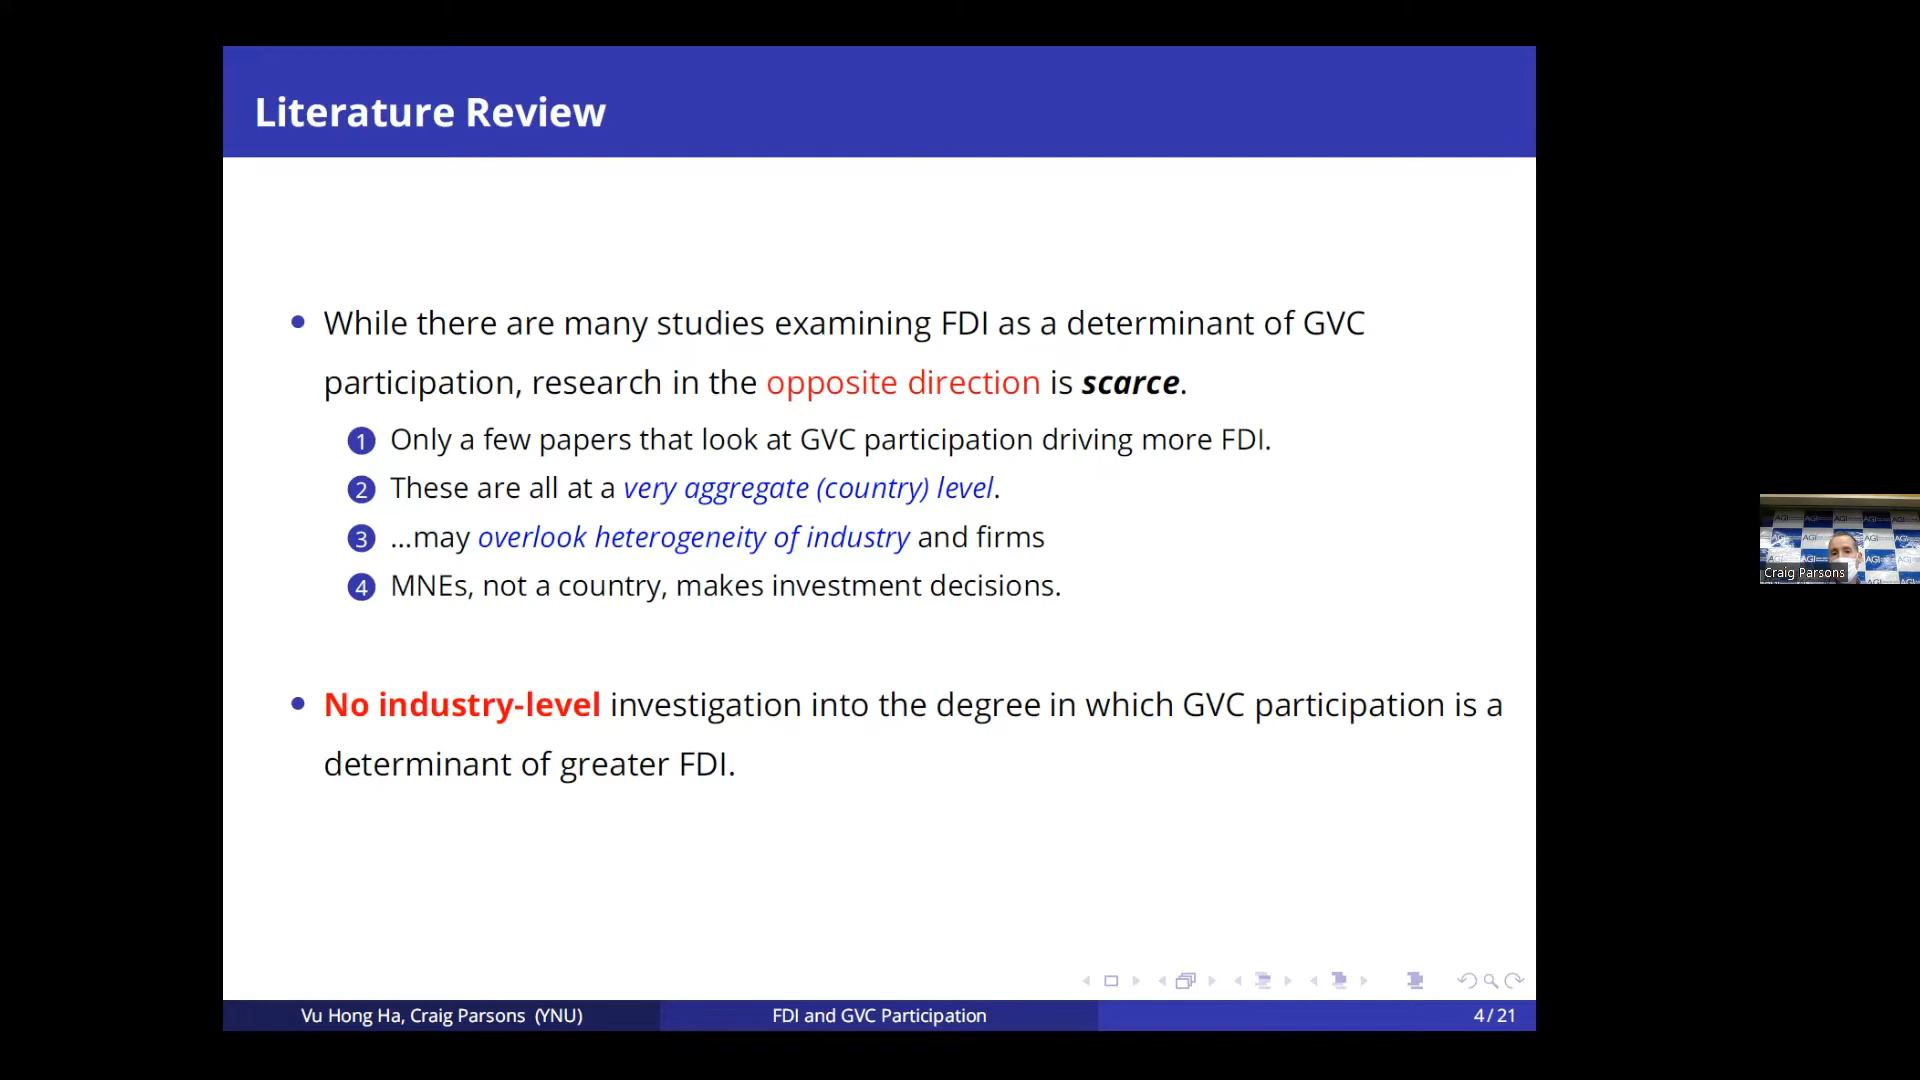 Literature Review
• While there are many studies examining FDI as a determinant of GVC
participation, research in the opposite direction is scarce.
1 Only a few papers that look at GVC participation driving more FDI.
2 These are all at a very aggregate (country) level.
3 ...may overlook heterogeneity of industry and firms
4 MNEs, not a country, makes investment decisions.
• No industry-level investigation into the degree in which GVC participation is a
determinant of greater FDI.
Vu Hong Ha, Craig Parsons (YNU)
FDI and GVC Participation
4 / 21
AGI
Craig Parsons